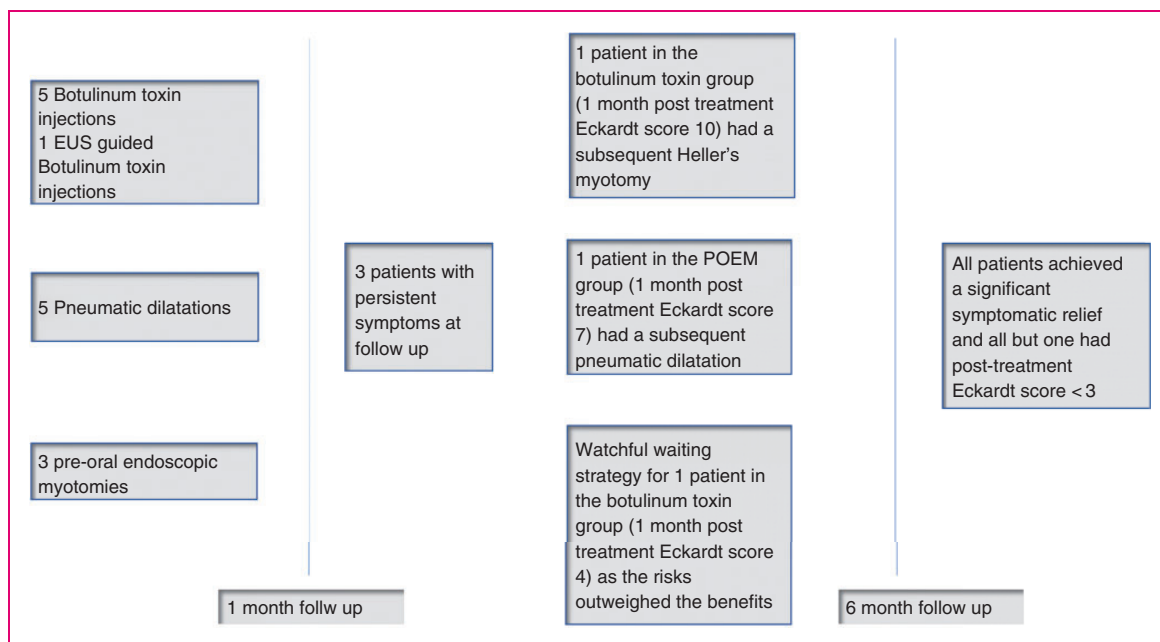 5 Botulinum toxin
injections
1 EUS guided
Botulinum toxin
injections
5 Pneumatic dilatations
3 pre-oral endoscopic
myotomies
1 month follw up
3 patients with
persistent
symptoms at
follow up
1 patient in the
botulinum toxin group
(1 month post treatment
Eckardt score 10) had a
subsequent Heller’s
myotomy
1 patient in the POEM
group (1 month post
treatment Eckardt score
7) had a subsequent
pneumatic dilatation
Watchful waiting
strategy for 1 patient in
the botulinum toxin
group (1 month post
treatment Eckardt score
4) as the risks
outweighed the benefits
6 month follow up
All patients achieved
a significant
symptomatic relief
and all but one had
post-treatment
Eckardt score < 3